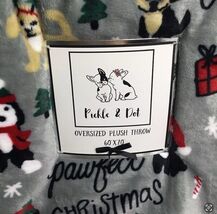 Pickle & Dot
OVERSIZED PLUSH THROW
60 X 70
pawfect
CHRISTMAS